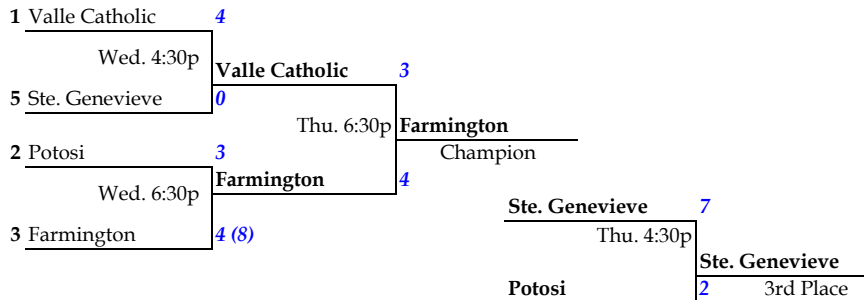 1 Valle Catholic 4
Wed. 4:30p
Valle Catholic 3
5 Ste. Genevieve 0
Thu. 6:30p Farmington
2 Potosi 3
Champion
Farmington 4
Wed. 6:30p
Ste. Genevieve 7
3 Farmington 4 (8)
Thu. 4:30p
Ste. Genevieve
Potosi 2 3rd Place